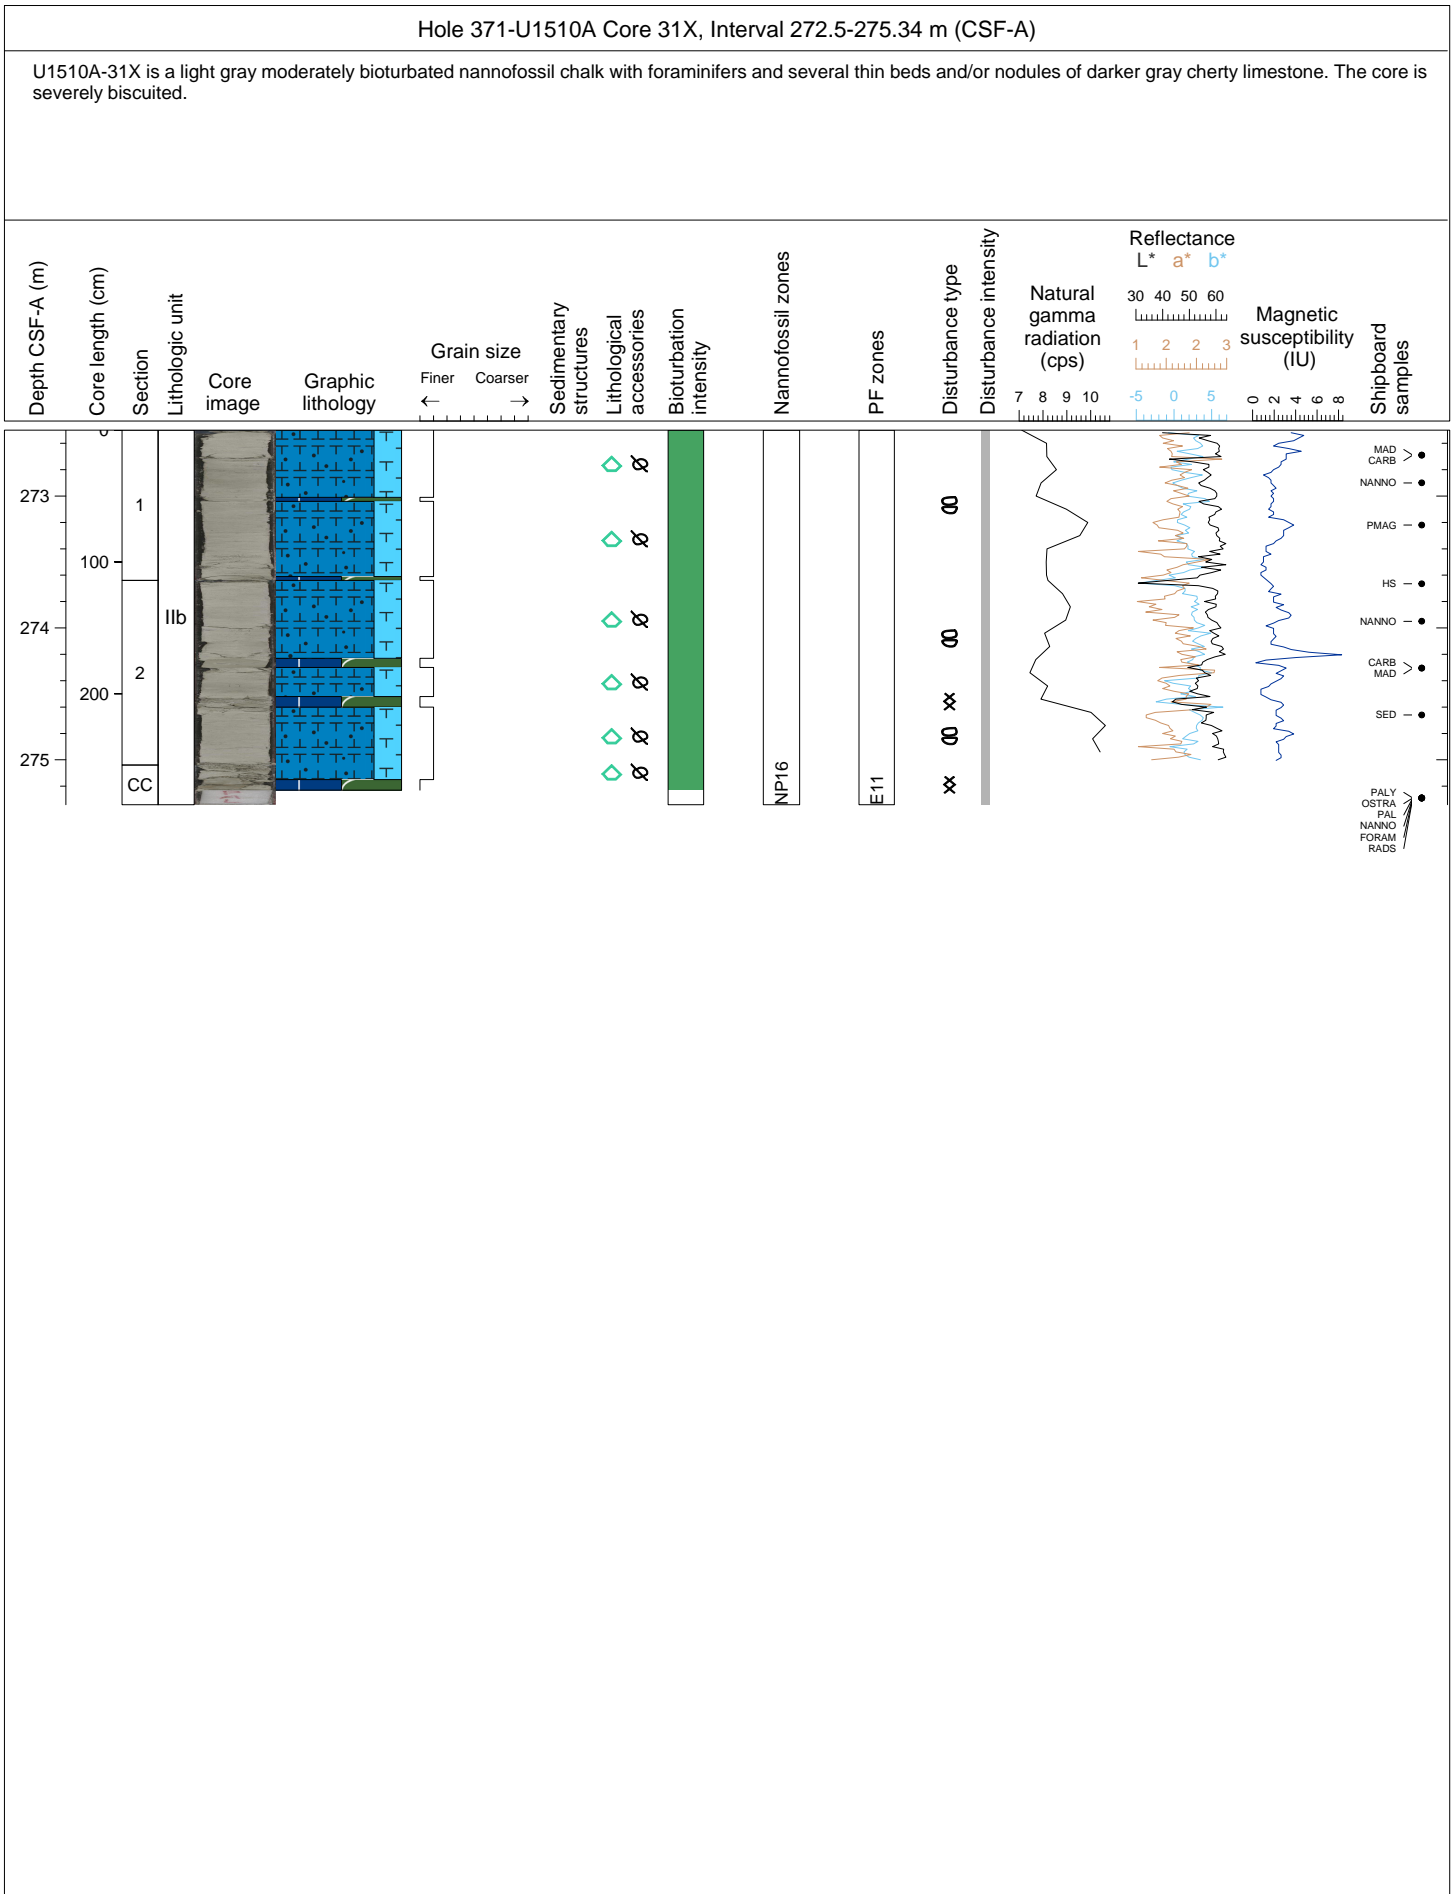 Hole 371-U1510A Core 31X, Interval 272.5-275.34 m (CSF-A)
U1510A-31X is a light gray moderately bioturbated nannofossil chalk with foraminifers and several thin beds and/or nodules of darker gray cherty limestone. The core is
severely biscuited.
Depth CSF-A (m)
Core length (cm)
Section
Lithologic unit
Core
image
Graphic
lithology
Grain size
Finer Coarser
← →
Sedimentary
structures
Lithological
accessories
Bioturbation
intensity
Nannofossil zones
PF zones
Disturbance type
Disturbance intensity
Natural
gamma
radiation
(cps)
7 8 9 10
Reflectance
L* a* b*
30 40 50 60
1 2 2 3
-5 0 5
Magnetic
susceptibility
(IU)
0 2 4 6 8
Shipboard
samples
273
274
275
0
100
200
1
2
CC
IIb
NP16
E11
MAD
CARB
NANNO
PMAG
HS
NANNO
CARB
MAD
SED
PALY
OSTRA
PAL
NANNO
FORAM
RADS